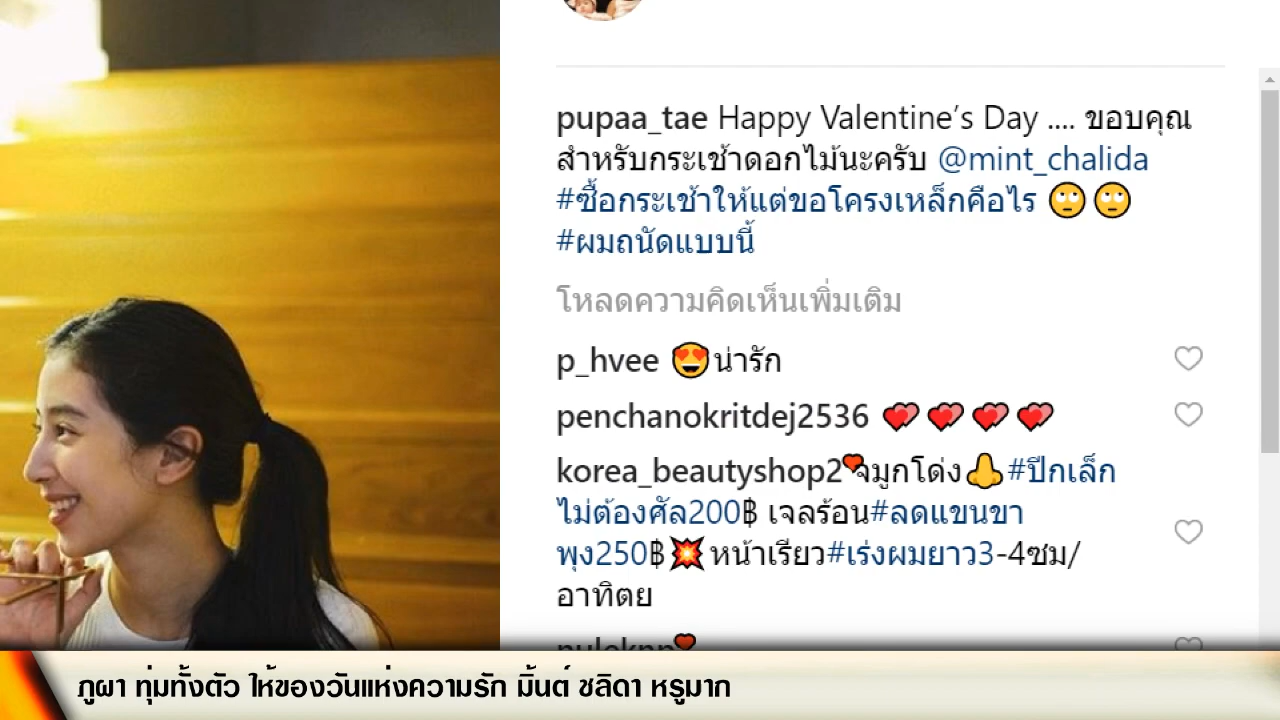 pupaa_tae Happy Valentine’s Day .... ขอบคุณ
สำหรับกระเช้าดอกไม้นะครับ @mint_chalida
#ซื้อกระเช้าให้แต่ขอโครงเหล็กคือไร 🙄🙄
#ผมถนัดแบบนี้
โหลดความคิดเห็นเพิ่มเติม
p_hvee 😍น่ารัก
penchanokritdej2536 💕💕💕💕
korea_beautyshop2 จมูกโด่ง👃#ปีกเล็ก
ไม่ต้องศัล200฿ เจลร้อน#ลดแขนขา
พุง250฿💥หน้าเรียว#เร่งผมยาว3-4ซม/
อาทิตย
ภูผา ทุ่มทั้งตัว ให้ของวันแห่งความรัก มิ้นต์ ชลิดา หรูมาก